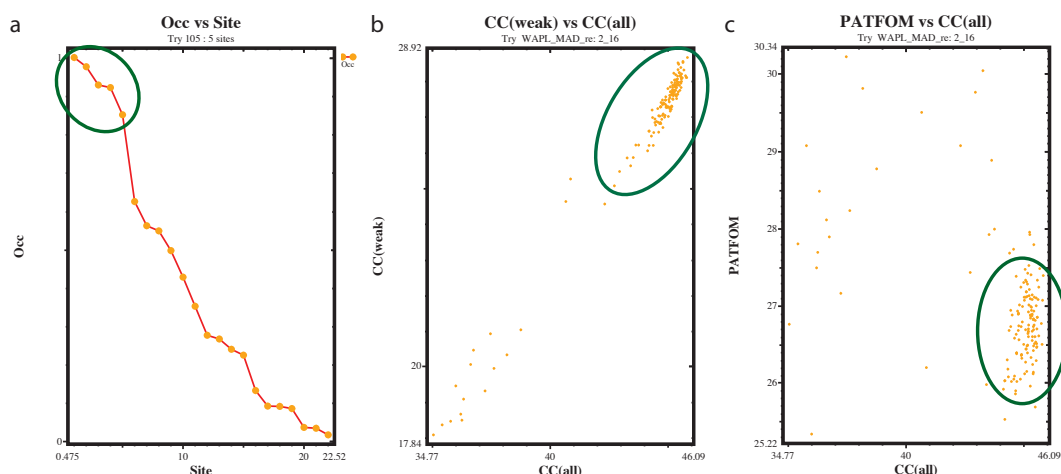 a
Occ vs Site
Try 105 : 5 sites
Occ
1
Occ
0
0.475
10
20
22.52
Site
b
CC(weak) vs CC(all)
Try WAPL_MAD_re: 2_16
28.92
CC(weak)
20
17.84
34.77
40
46.09
CC(all)
c
PATFOM vs CC(all)
Try WAPL_MAD_re: 2_16
30.34
30
29
28
PATFOM
27
26
25.22
34.77
40
46.09
CC(all)